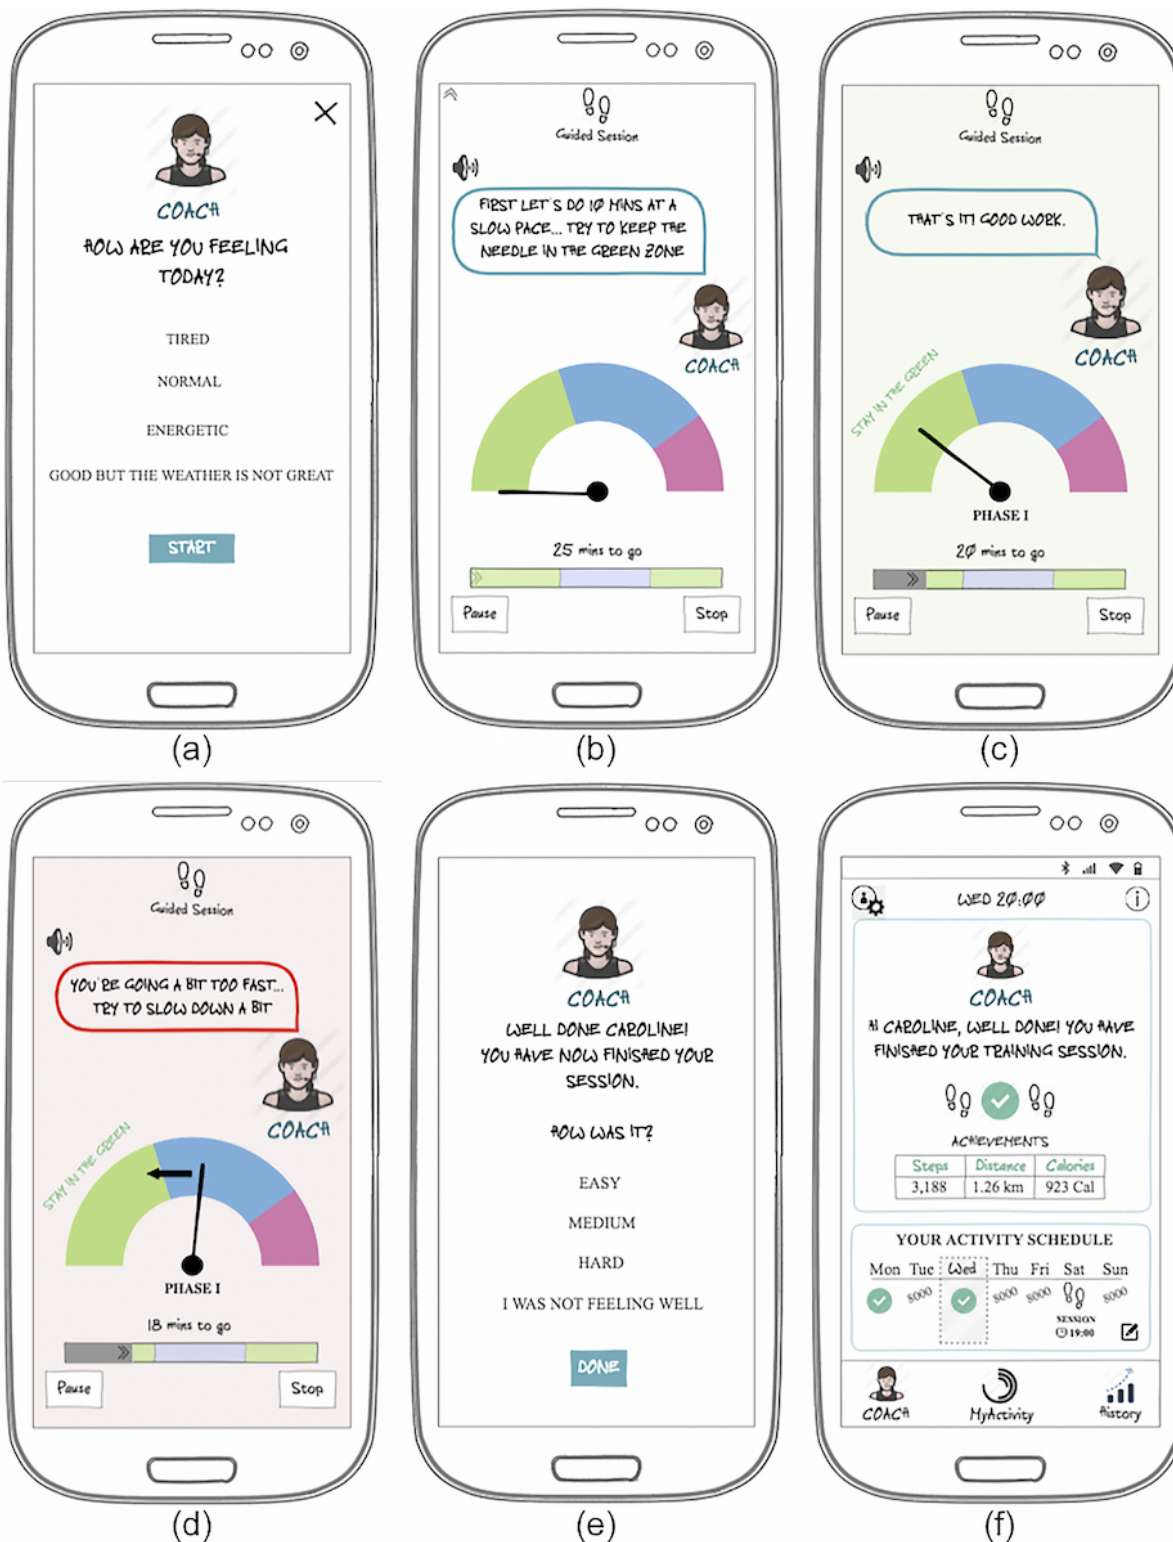 COACH
HOW ARE YOU FEELING
TODAY?
TIRED
NORMAL
ENERGETIC
GOOD BUT THE WEATHER IS NOT GREAT
START
(a)
Guided Session
FIRST LET'S DO 10 MINS AT A
SLOW PACE... TRY TO KEEP THE
NEEDLE IN THE GREEN ZONE
COACH
25 mins to go
Pause
Stop
(b)
Guided Session
THAT'S IT! GOOD WORK.
COACH
STAY IN THE GREEN
PHASE I
20 mins to go
Pause
Stop
(c)
Guided Session
YOU'RE GOING A BIT TOO FAST...
TRY TO SLOW DOWN A BIT
COACH
STAY IN THE GREEN
PHASE I
18 mins to go
Pause
Stop
(d)
COACH
WELL DONE CAROLINE!
YOU HAVE NOW FINISHED YOUR
SESSION.
HOW WAS IT?
EASY
MEDIUM
HARD
I WAS NOT FEELING WELL
DONE
(e)
WED 20:00
COACH
HI CAROLINE, WELL DONE! YOU HAVE
FINISHED YOUR TRAINING SESSION.
ACHIEVEMENTS
Steps Distance Calories
3,188 1.26 km 923 Cal
YOUR ACTIVITY SCHEDULE
Mon Tue Wed Thu Fri Sat Sun
8000 8000 8000 8000
SESSION
19:00
COACH MyActivity History
(f)